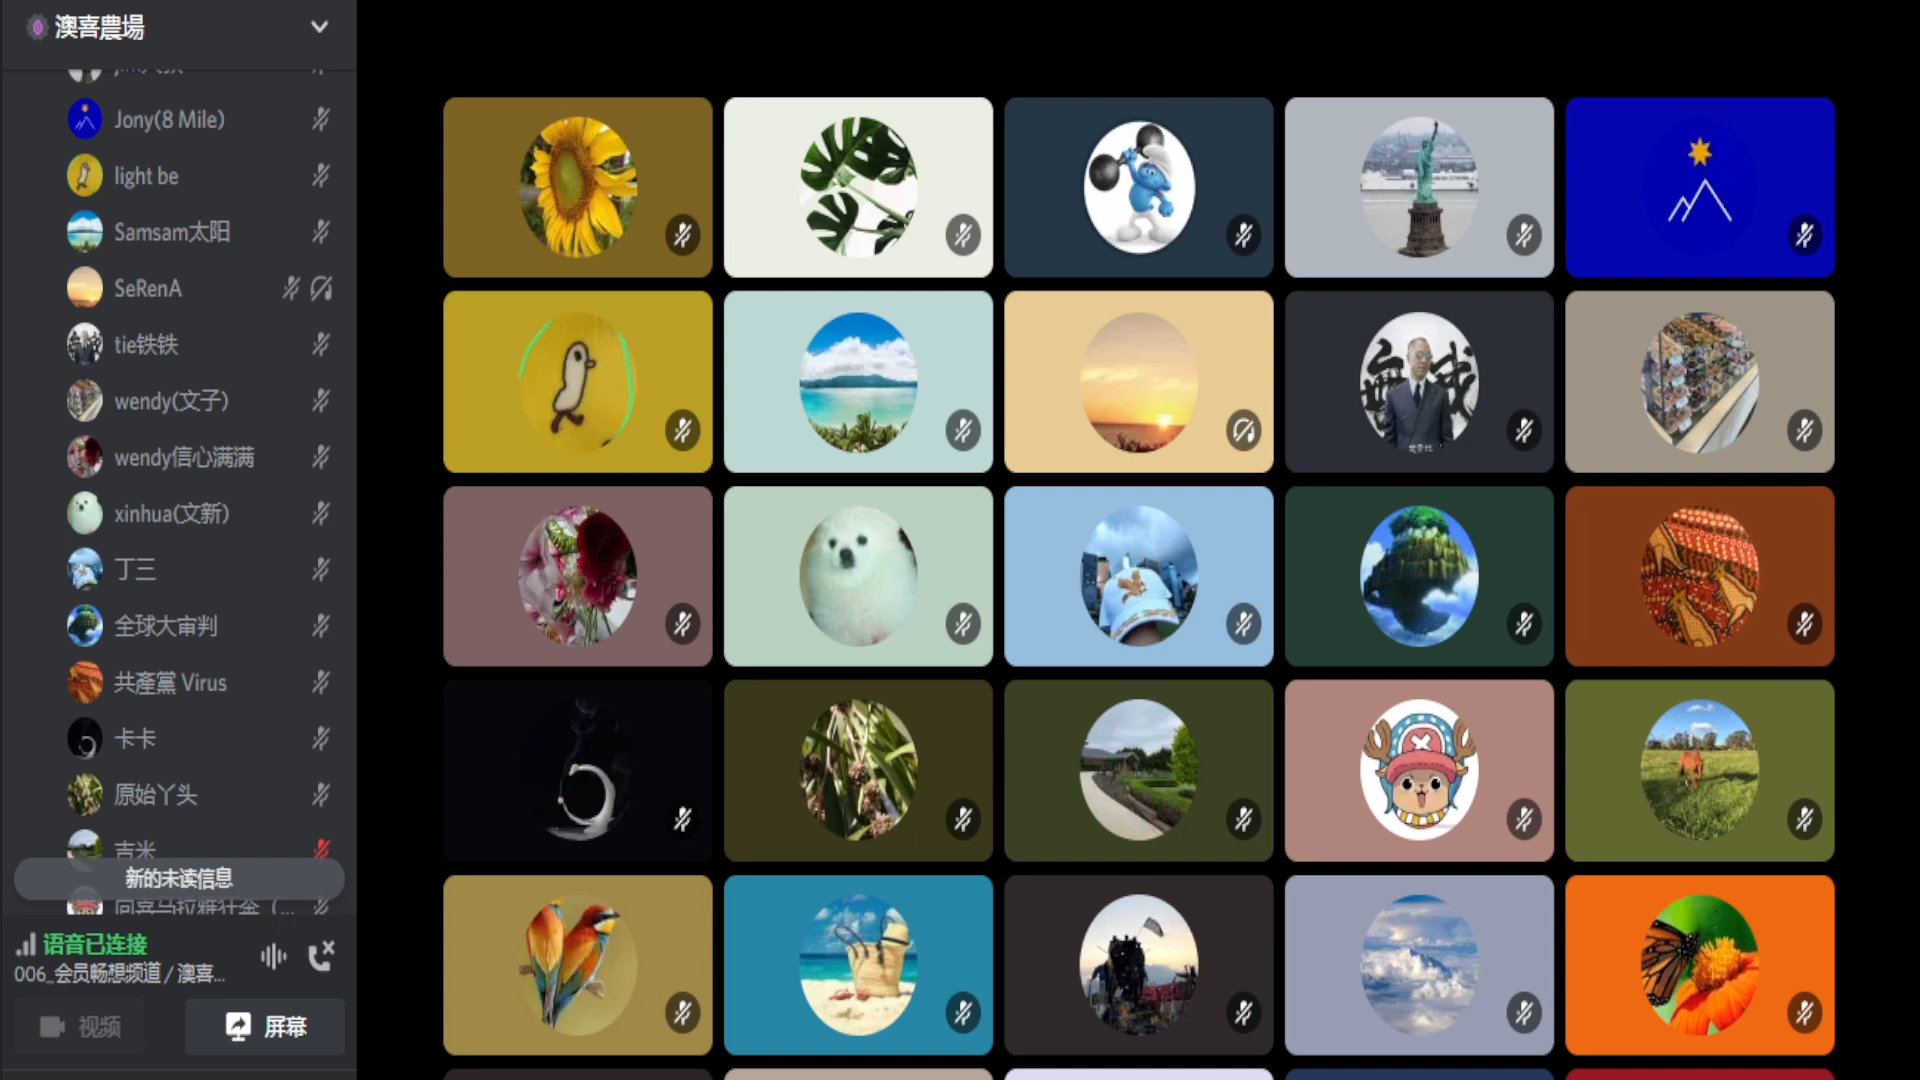 澳喜農場
Jony(8 Mile)
light be
Samsam太阳
SeRenA
tie铁铁
wendy(文子)
wendy信心满满
xinhua(文新)
丁三
全球大审判
共產黨 Virus
卡卡
原始丫头
吉米
新的未读信息
语音已连接
006_会员畅想频道 / 澳喜...
视频
屏幕